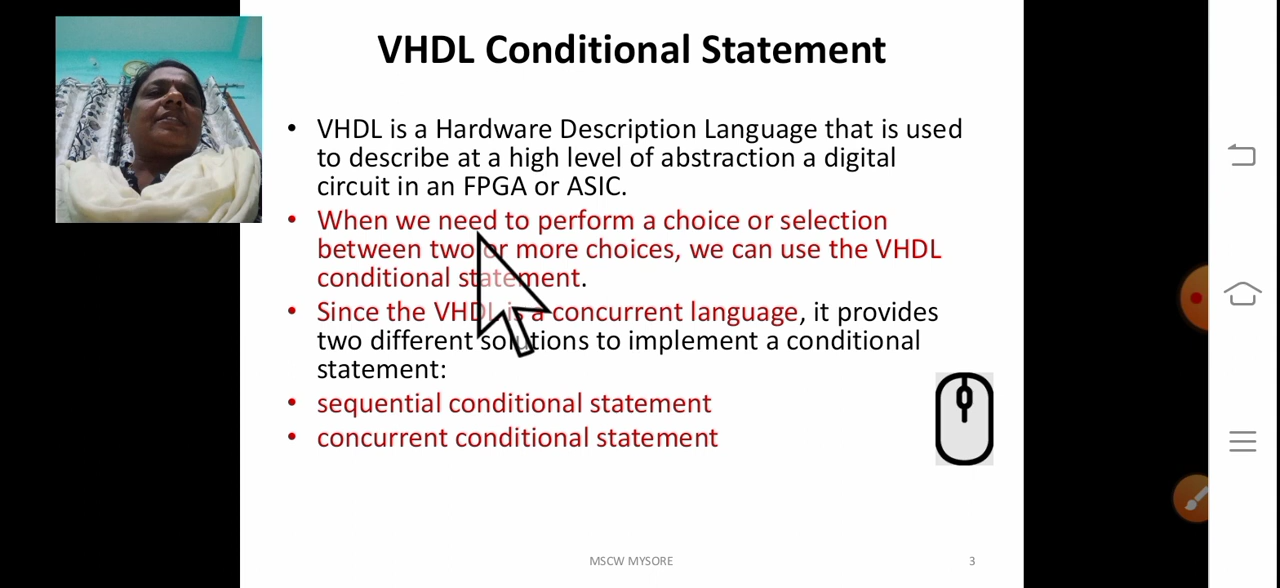 VHDL Conditional Statement
• VHDL is a Hardware Description Language that is used
to describe at a high level of abstraction a digital
circuit in an FPGA or ASIC.
• When we need to perform a choice or selection
between two or more choices, we can use the VHDL
conditional statement.
• Since the VHDL is a concurrent language, it provides
two different solutions to implement a conditional
statement:
• sequential conditional statement
• concurrent conditional statement
MSCW MYSORE
3